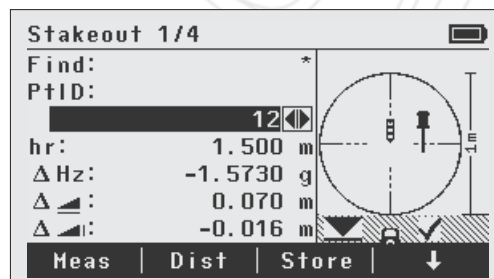 Stakeout 1/4
Find: *
PtID:
12
hr: 1.500 m
ΔHz: -1.5730 g
Δ◢: 0.070 m
Δ◢|: -0.016 m
1m
Meas | Dist | Store | ↓